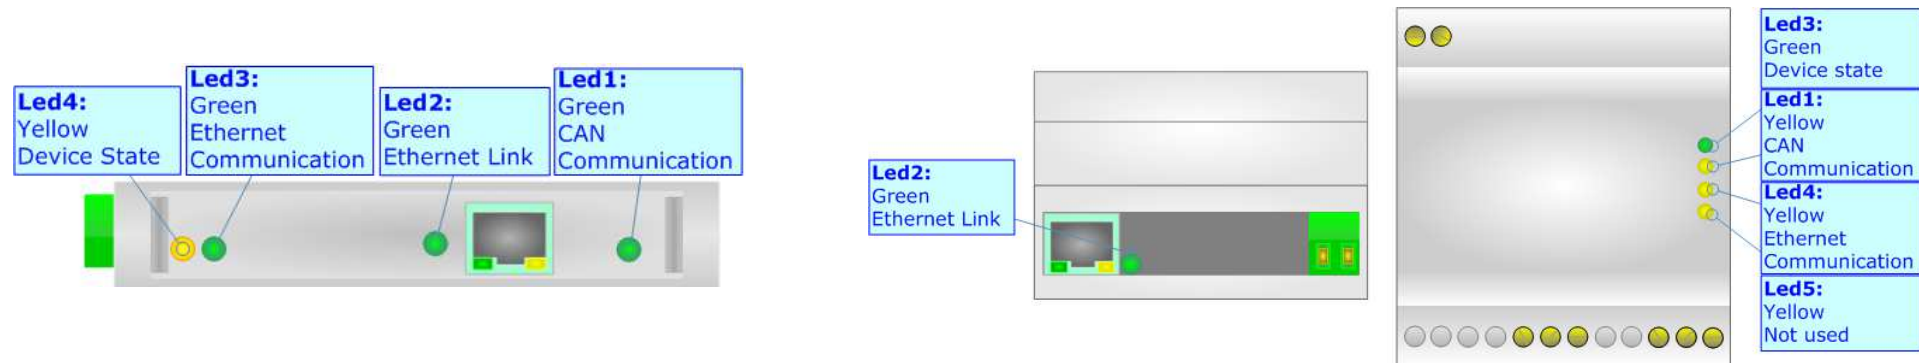 Led4:
Yellow
Device State
Led3:
Green
Ethernet
Communication
Led2:
Green
Ethernet Link
Led1:
Green
CAN
Communication
Led2:
Green
Ethernet Link
Led3:
Green
Device state
Led1:
Yellow
CAN
Communication
Led4:
Yellow
Ethernet
Communication
Led5:
Yellow
Not used